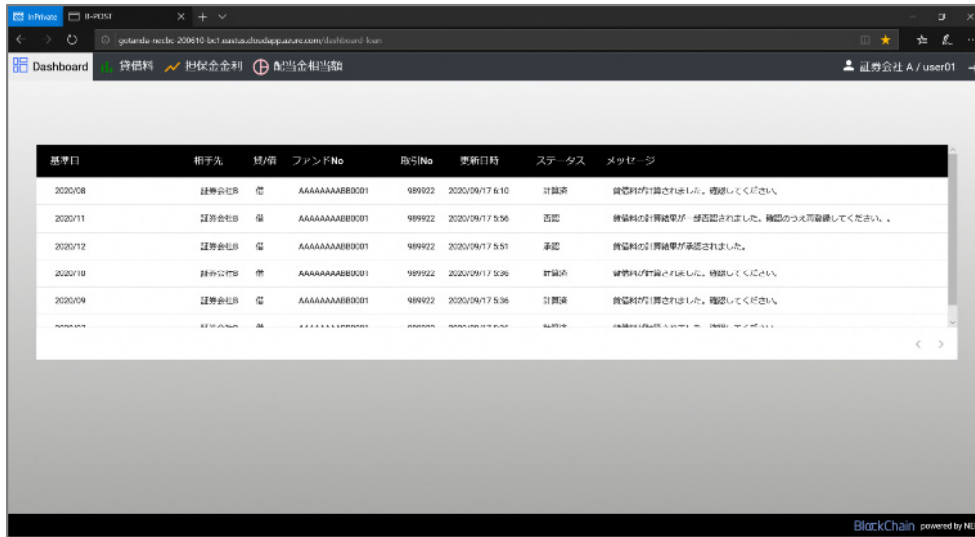 InPrivate B-POST
gotanda-necbc-200610-bc1.eastus.cloudapp.azure.com/dashboard-loan
Dashboard 貸借料 担保金金利 配当金相当額 証券会社 A / user01
基準日 相手先 貸/借 ファンドNo 取引No 更新日時 ステータス メッセージ
2020/08 証券会社B 借 AAAAAAAABB0001 989922 2020/09/17 6:10 計算済 貸借料が計算されました。確認してください。
2020/11 証券会社B 借 AAAAAAAABB0001 989922 2020/09/17 5:56 否認 貸借料の計算結果が一部否認されました。確認のうえ再登録してください。。
2020/12 証券会社B 借 AAAAAAAABB0001 989922 2020/09/17 5:51 承認 貸借料の計算結果が承認されました。
2020/10 証券会社B 借 AAAAAAAABB0001 989922 2020/09/17 5:36 計算済 貸借料が計算されました。確認してください。
2020/09 証券会社B 借 AAAAAAAABB0001 989922 2020/09/17 5:36 計算済 貸借料が計算されました。確認してください。
BlockChain powered by NE